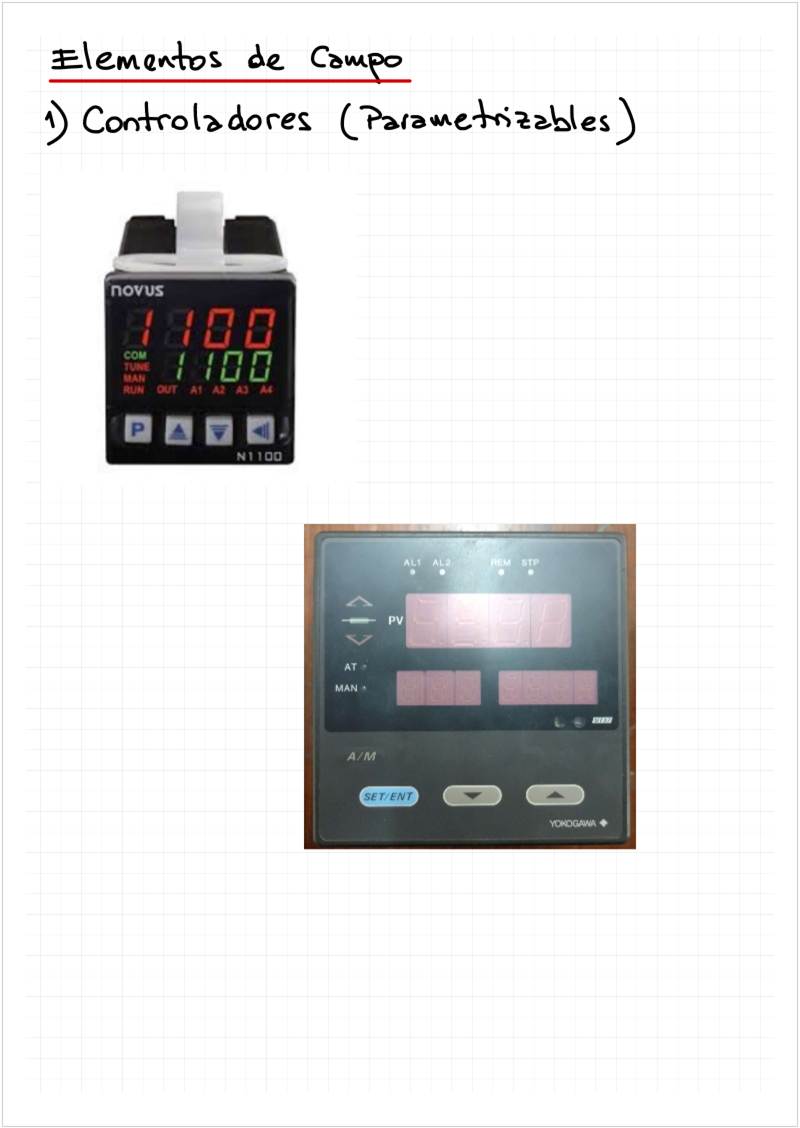 Elementos de Campo
1) Controladores (Parametrizables)
novus
1100
COM
1100
TUNE
MAN
RUN OUT A1 A2 A3 A4
P
N1100
AL1 AL2 REM STP
PV
AT
MAN
A/M
SET/ENT
YOKOGAWA